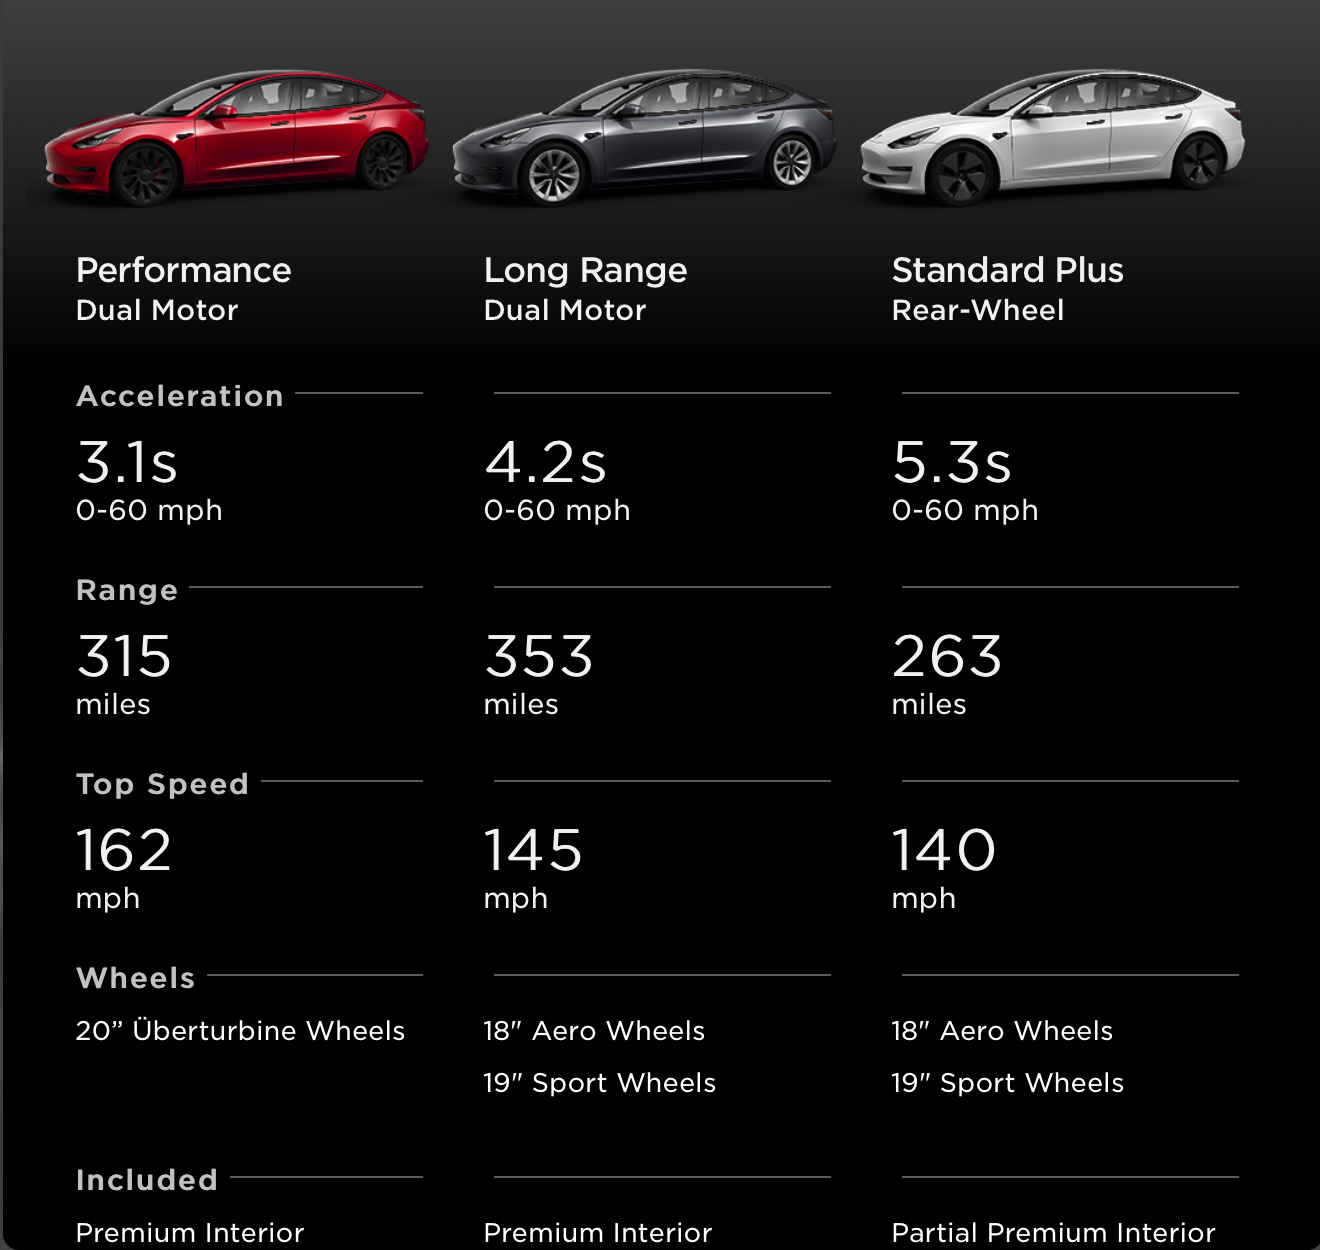 Performance
Dual Motor
Long Range
Dual Motor
Standard Plus
Rear-Wheel
Acceleration
3.1s
0-60 mph
4.2s
0-60 mph
5.3s
0-60 mph
Range
315
miles
353
miles
263
miles
Top Speed
162
mph
145
mph
140
mph
Wheels
20” Überturbine Wheels
18" Aero Wheels
19" Sport Wheels
18" Aero Wheels
19" Sport Wheels
Included
Premium Interior
Premium Interior
Partial Premium Interior